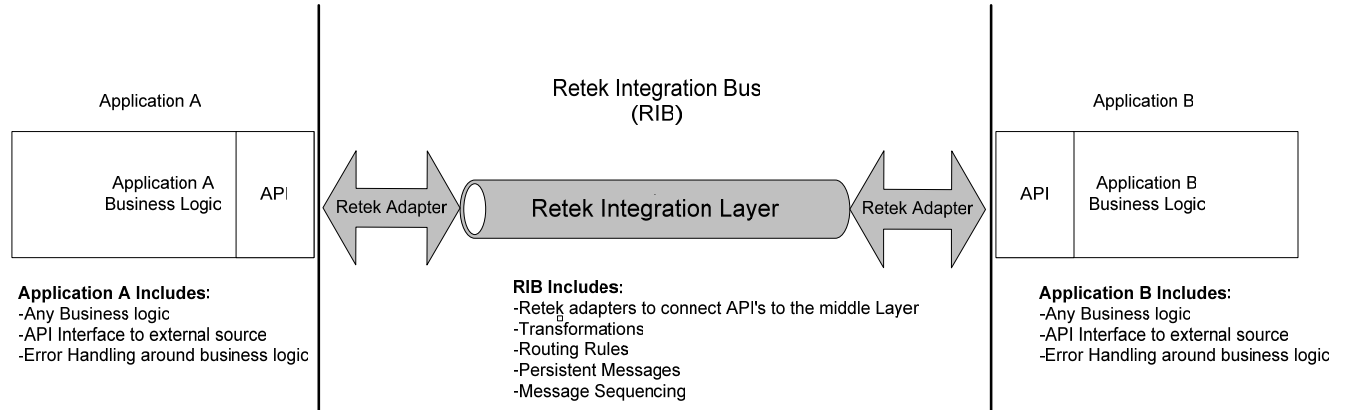 Application A
Application A
Business Logic
API
Application A Includes:
-Any Business logic
-API Interface to external source
-Error Handling around business logic
Retek Integration Bus
(RIB)
Retek Adapter
Retek Integration Layer
Retek Adapter
RIB Includes:
-Retek adapters to connect API's to the middle Layer
-Transformations
-Routing Rules
-Persistent Messages
-Message Sequencing
Application B
API
Application B
Business Logic
Application B Includes:
-Any Business logic
-API Interface to external source
-Error Handling around business logic